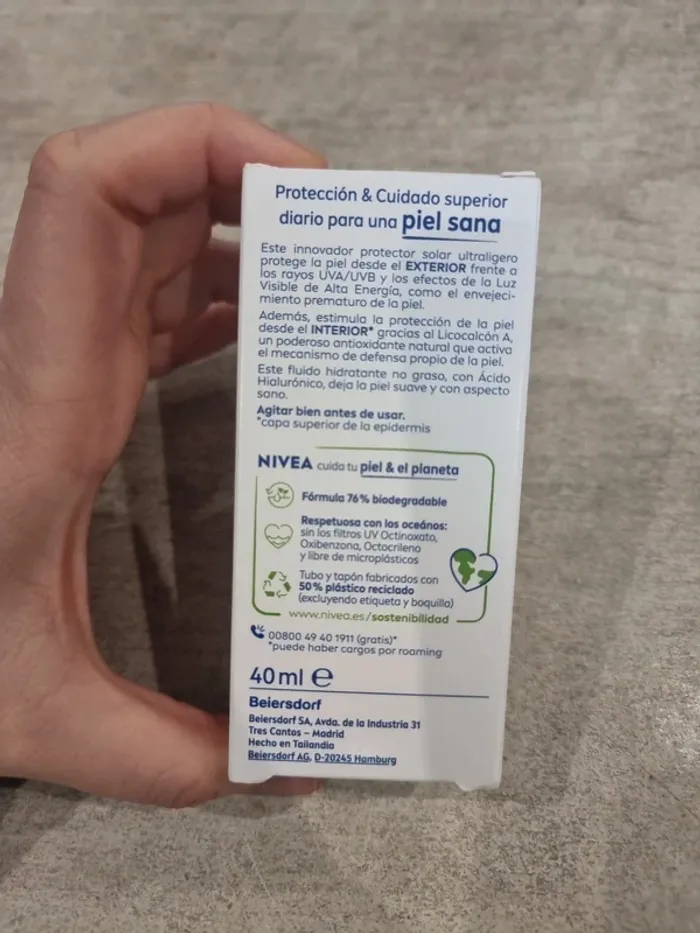 Protección & Cuidado superior
diario para una piel sana
Este innovador protector solar ultraligero
protege la piel desde el EXTERIOR frente a
los rayos UVA/UVB y los efectos de la Luz
Visible de Alta Energía, como el envejeci-
miento prematuro de la piel.
Además, estimula la protección de la piel
desde el INTERIOR* gracias al Licocalcón A,
un poderoso antioxidante natural que activa
el mecanismo de defensa propio de la piel.
Este fluido hidratante no graso, con Ácido
Hialurónico, deja la piel suave y con aspecto
sano.
Agitar bien antes de usar.
*capa superior de la epidermis
NIVEA cuida tu piel & el planeta
Fórmula 76% biodegradable
Respetuosa con los oceános:
sin los filtros UV Octinoxato,
Oxibenzona, Octocrileno
y libre de microplásticos
Tubo y tapón fabricados con
50% plástico reciclado
(excluyendo etiqueta y boquilla)
www.nivea.es/sostenibilidad
00800 49 40 1911 (gratis)*
*puede haber cargos por roaming
40 ml e
Beiersdorf
Beiersdorf SA, Avda. de la Industria 31
Tres Cantos – Madrid
Hecho en Tailandia
Beiersdorf AG, D-20245 Hamburg